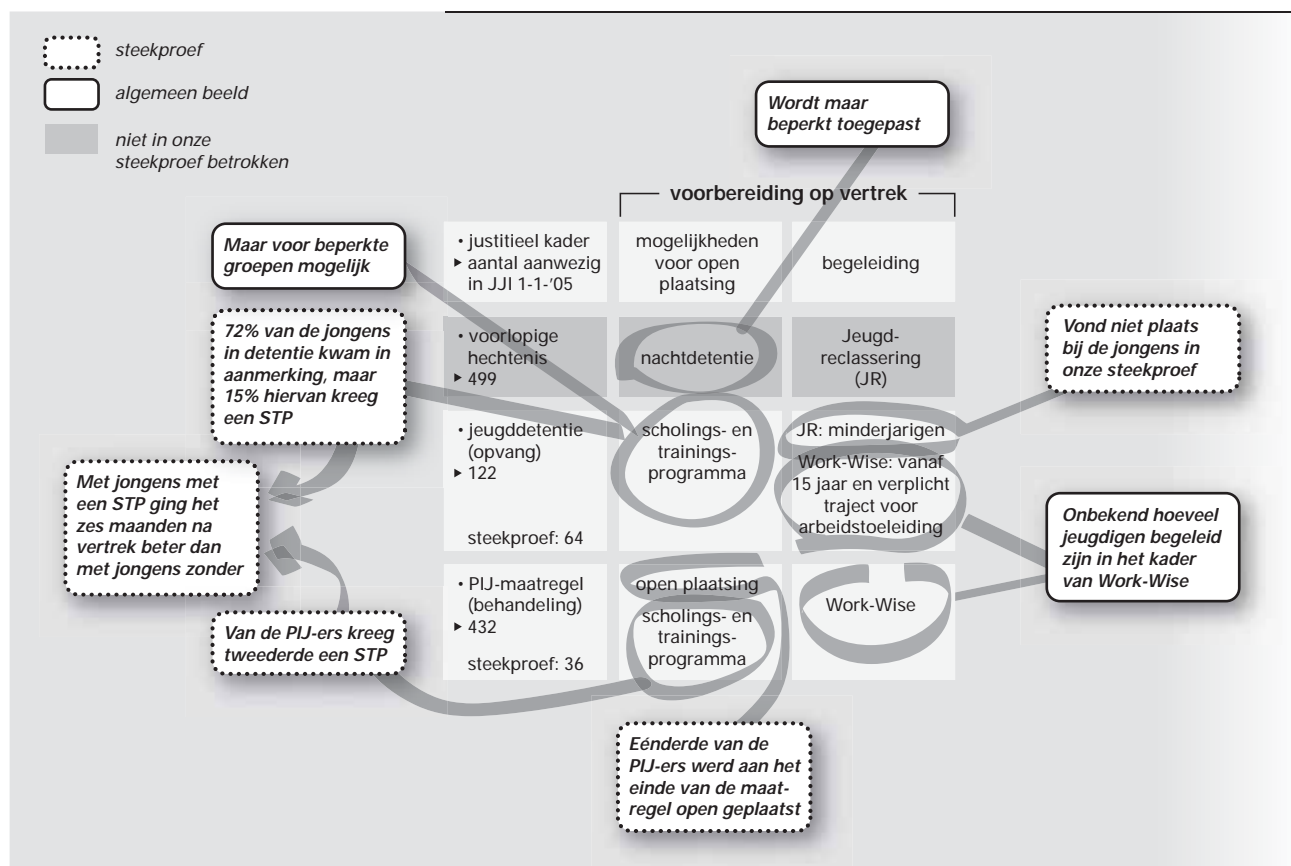 steekproef
algemeen beeld
niet in onze
steekproef betrokken
Wordt maar
beperkt toegepast
voorbereiding op vertrek
Maar voor beperkte
groepen mogelijk
• justitieel kader
▶ aantal aanwezig
in JJI 1-1-'05
mogelijkheden
voor open
plaatsing
begeleiding
72% van de jongens
in detentie kwam in
aanmerking, maar
15% hiervan kreeg
een STP
• voorlopige
hechtenis
▶ 499
nachtdetentie
Jeugd-
reclassering
(JR)
Vond niet plaats
bij de jongens in
onze steekproef
• jeugddetentie
(opvang)
▶ 122
steekproef: 64
scholings- en
trainings-
programma
JR: minderjarigen
Work-Wise: vanaf
15 jaar en verplicht
traject voor
arbeidstoeleiding
Met jongens met
een STP ging het
zes maanden na
vertrek beter dan
met jongens zonder
Onbekend hoeveel
jeugdigen begeleid
zijn in het kader
van Work-Wise
• PIJ-maatregel
(behandeling)
▶ 432
steekproef: 36
open plaatsing
scholings- en
trainings-
programma
Work-Wise
Van de PIJ-ers kreeg
tweederde een STP
Eénderde van de
PIJ-ers werd aan het
einde van de maat-
regel open geplaatst